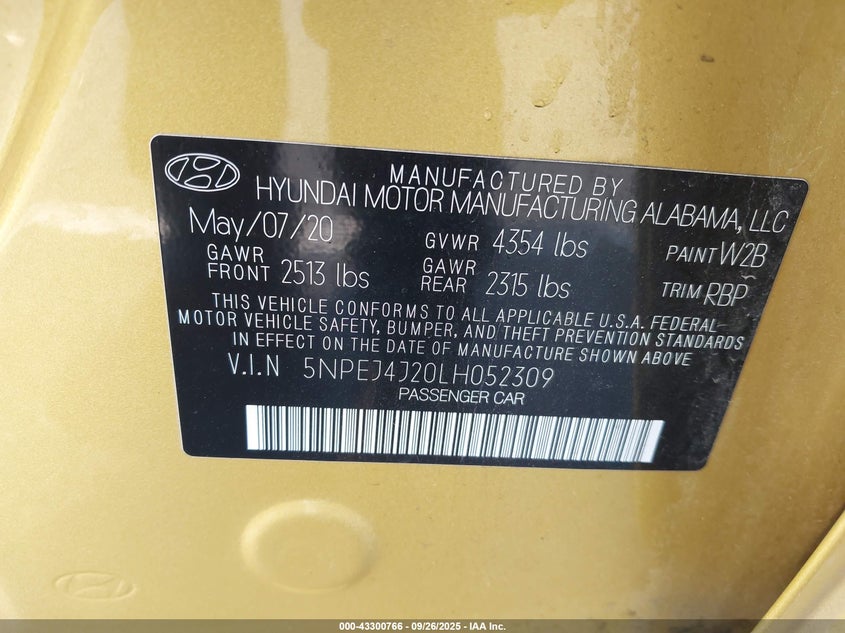 MANUFACTURED BY
HYUNDAI MOTOR MANUFACTURING ALABAMA, LLC
May/07/20 GVWR 4354 lbs PAINT W2B
GAWR FRONT 2513 lbs GAWR REAR 2315 lbs TRIM RBP
THIS VEHICLE CONFORMS TO ALL APPLICABLE U.S.A. FEDERAL
MOTOR VEHICLE SAFETY, BUMPER, AND THEFT PREVENTION STANDARDS
IN EFFECT ON THE DATE OF MANUFACTURE SHOWN ABOVE.
V.I.N 5NPEJ4J20LH052309
PASSENGER CAR
000-43300766 - 09/26/2025 - IAA Inc.